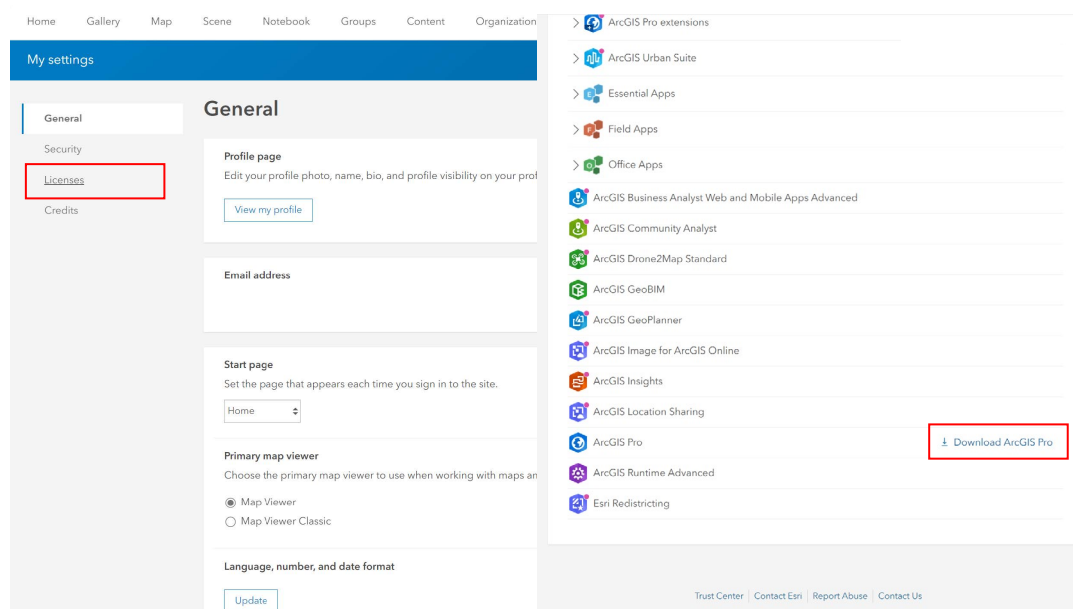 Home Gallery Map Scene Notebook Groups Content Organization
My settings
General
Security
Licenses
Credits
General
Profile page
Edit your profile photo, name, bio, and profile visibility on your prof
View my profile
Email address
Start page
Set the page that appears each time you sign in to the site.
Home
Primary map viewer
Choose the primary map viewer to use when working with maps an
Map Viewer
Map Viewer Classic
Language, number, and date format
Update
ArcGIS Pro extensions
ArcGIS Urban Suite
Essential Apps
Field Apps
Office Apps
ArcGIS Business Analyst Web and Mobile Apps Advanced
ArcGIS Community Analyst
ArcGIS Drone2Map Standard
ArcGIS GeoBIM
ArcGIS GeoPlanner
ArcGIS Image for ArcGIS Online
ArcGIS Insights
ArcGIS Location Sharing
ArcGIS Pro Download ArcGIS Pro
ArcGIS Runtime Advanced
Esri Redistricting
Trust Center | Contact Esri | Report Abuse | Contact Us